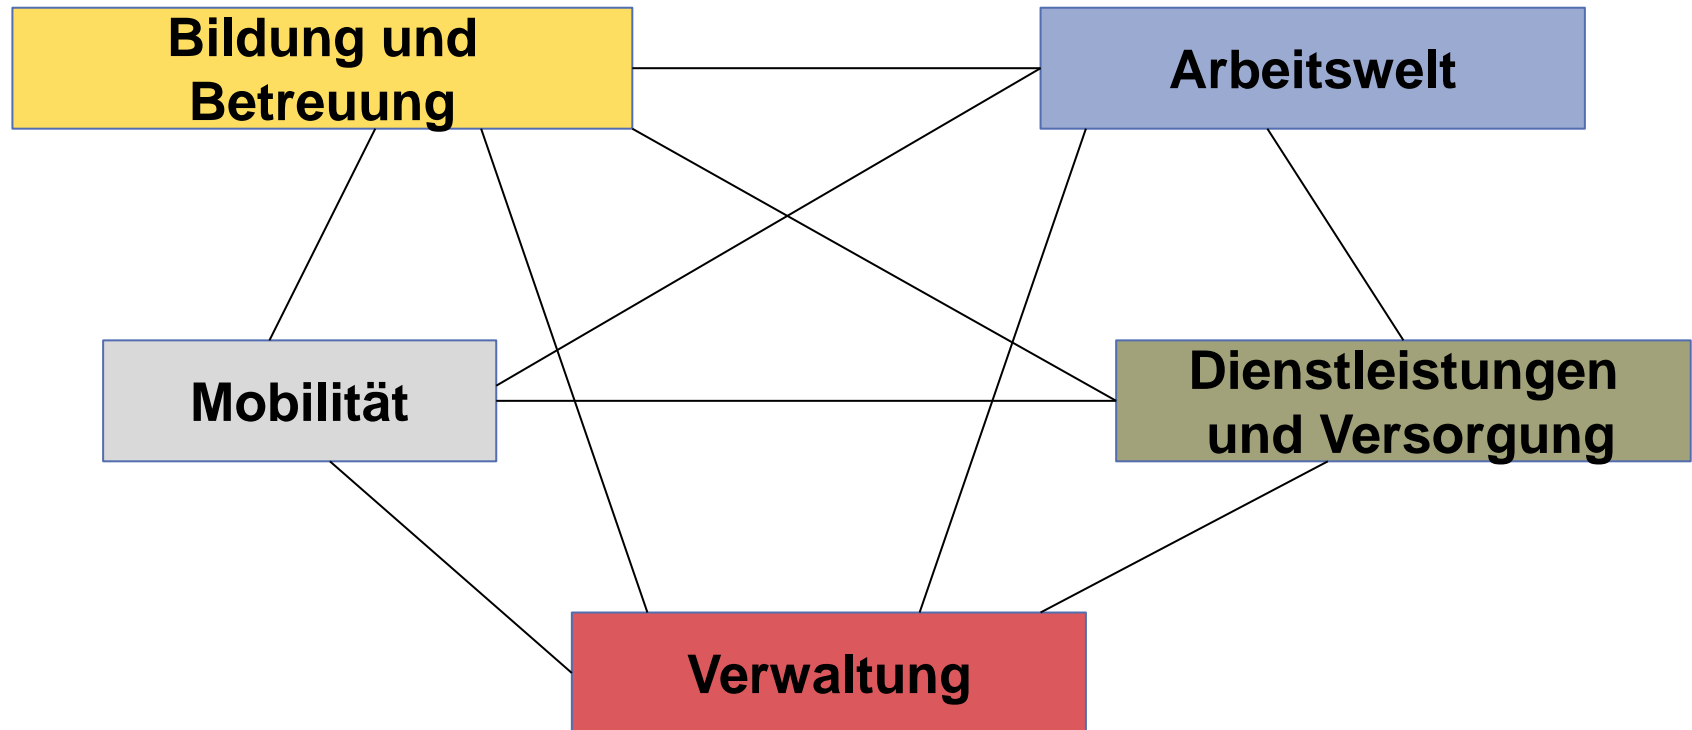 Bildung und
Betreuung
Arbeitswelt
Mobilität
Dienstleistungen
und Versorgung
Verwaltung